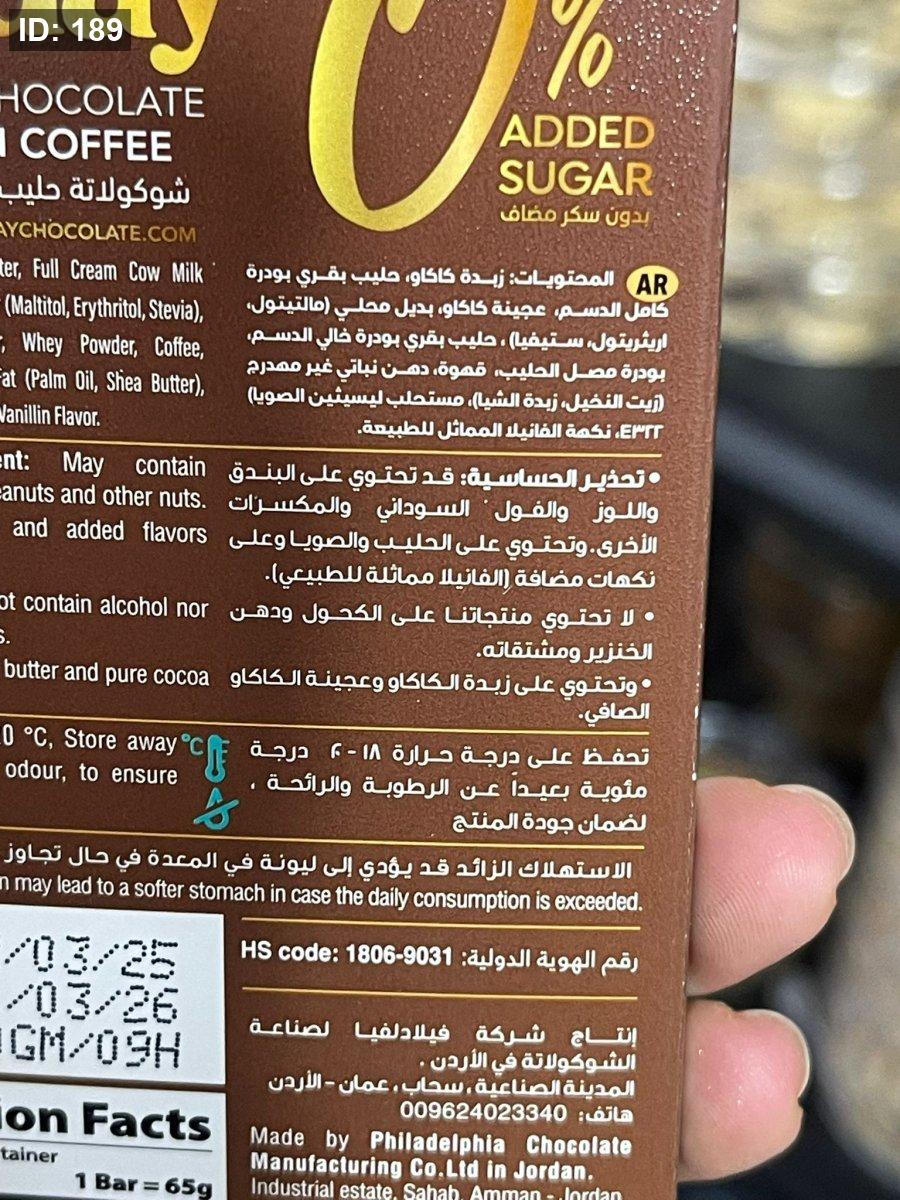 ID: 189
%
HOCOLATE
COFFEE
ADDED
SUGAR
شوكولاتة حليب
بدون سكر مضاف
AYCHOCOLATE.COM
ter, Full Cream Cow Milk
(Maltitol, Erythritol, Stevia),
, Whey Powder, Coffee,
Fat (Palm Oil, Shea Butter),
Vanillin Flavor.
AR
المحتويات: زبدة كاكاو، حليب بقري بودرة
كامل الدسم، عجينة كاكاو، بديل محلي (مالتيتول،
اريثريتول، ستيفيا)، حليب بقري بودرة خالي الدسم،
بودرة مصل الحليب، قهوة، دهن نباتي غير مهدرج
(زيت النخيل، زبدة الشيا)، مستحلب ليسيثين الصويا)
E٣٢٢، نكهة الفانيلا المماثل للطبيعة.
ent: May contain
eanuts and other nuts.
and added flavors
• تحذير الحساسية: قد تحتوي على البندق
واللوز والفول السوداني والمكسرات
الأخرى. وتحتوي على الحليب والصويا وعلى
نكهات مضافة (الفانيلا مماثلة للطبيعي).
ot contain alcohol nor
s.
• لا تحتوي منتجاتنا على الكحول ودهن
الخنزير ومشتقاته.
butter and pure cocoa
• وتحتوي على زبدة الكاكاو وعجينة الكاكاو
الصافي.
0 °C, Store away
odour, to ensure
°C
تحفظ على درجة حرارة ١٨-٢٠ درجة
مئوية بعيداً عن الرطوبة والرائحة ،
لضمان جودة المنتج
الاستهلاك الزائد قد يؤدي إلى ليونة في المعدة في حال تجاوز
n may lead to a softer stomach in case the daily consumption is exceeded.
/03/25
/03/26
GM/09H
رقم الهوية الدولية: HS code: 1806-9031
إنتاج شركة فيلادلفيا لصناعة
الشوكولاتة في الأردن .
المدينة الصناعية، سحاب، عمان - الأردن
هاتف: 009624023340
Made by Philadelphia Chocolate
Manufacturing Co.Ltd in Jordan.
Industrial estate, Sahab, Amman - Jordan
ion Facts
tainer
1 Bar = 65g